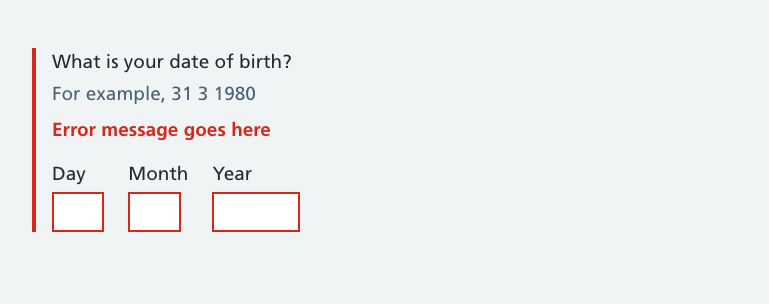 What is your date of birth?
For example, 31 3 1980
Error message goes here
Day Month Year